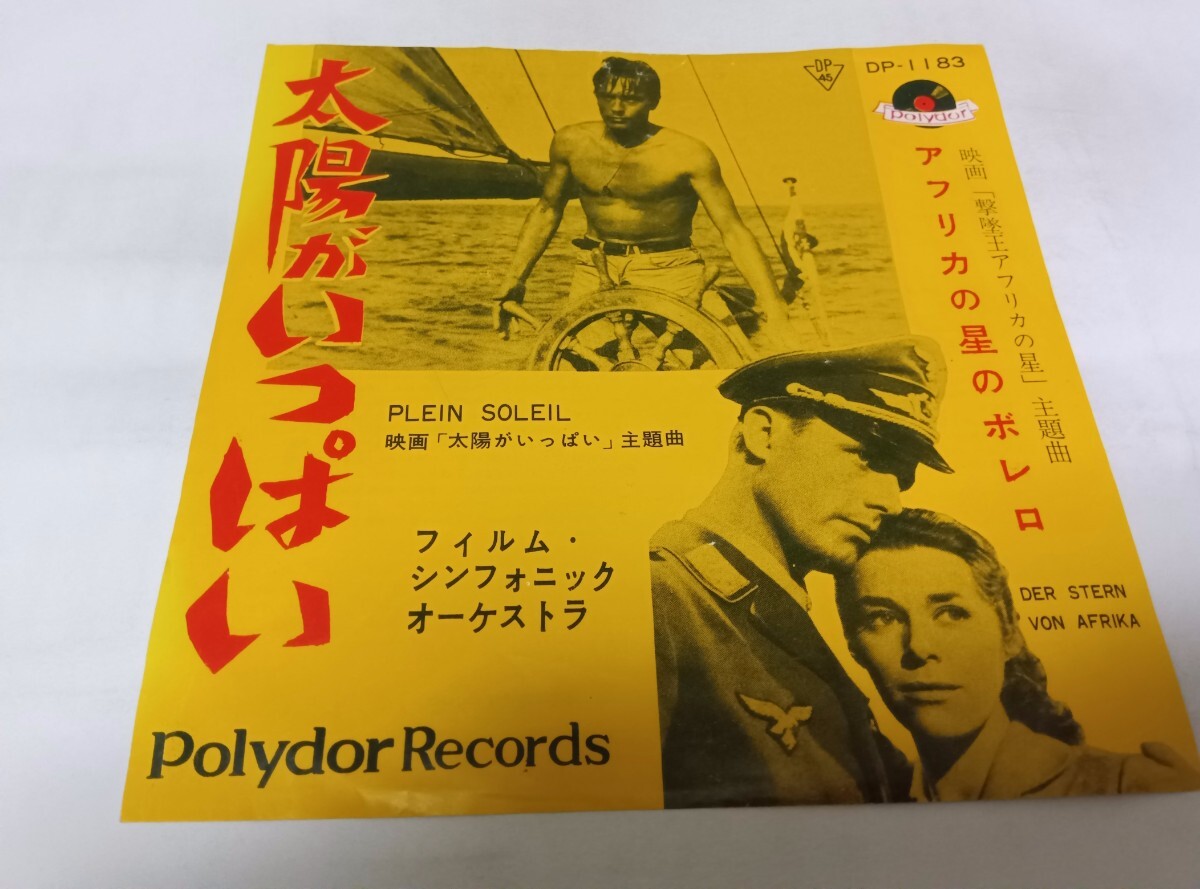 太陽がいっぱい
DP
45
DP-1183
polydor
映画「撃墜王アフリカの星」主題曲
アフリカの星のボレロ
PLEIN SOLEIL
映画「太陽がいっぱい」主題曲
フィルム・
シンフォニック
オーケストラ
DER STERN
VON AFRIKA
Polydor Records